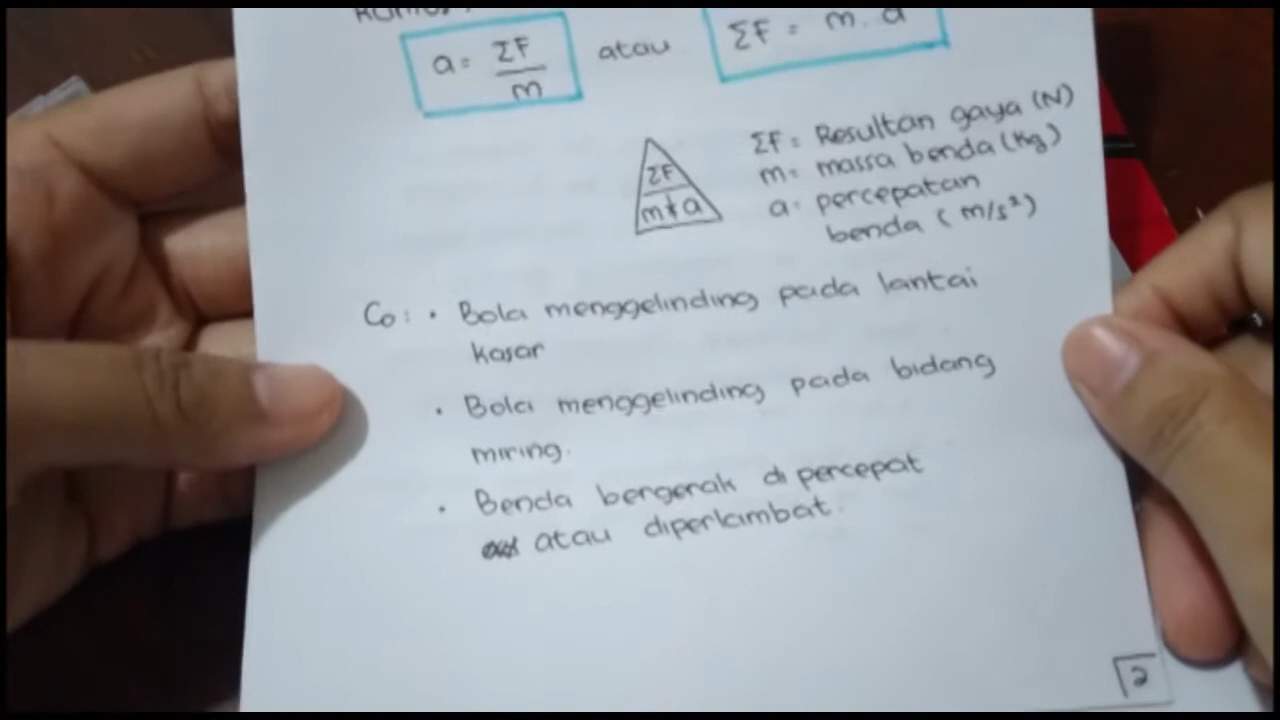 Rumus :
a = ΣF / m atau ΣF = m . a
ΣF
m x a
ΣF = Resultan gaya (N)
m = massa benda (Kg)
a = percepatan
benda ( m/s² )
Co : • Bola menggelinding pada lantai
kasar
• Bola menggelinding pada bidang
miring.
• Benda bergerak di percepat
atau diperlambat.
2